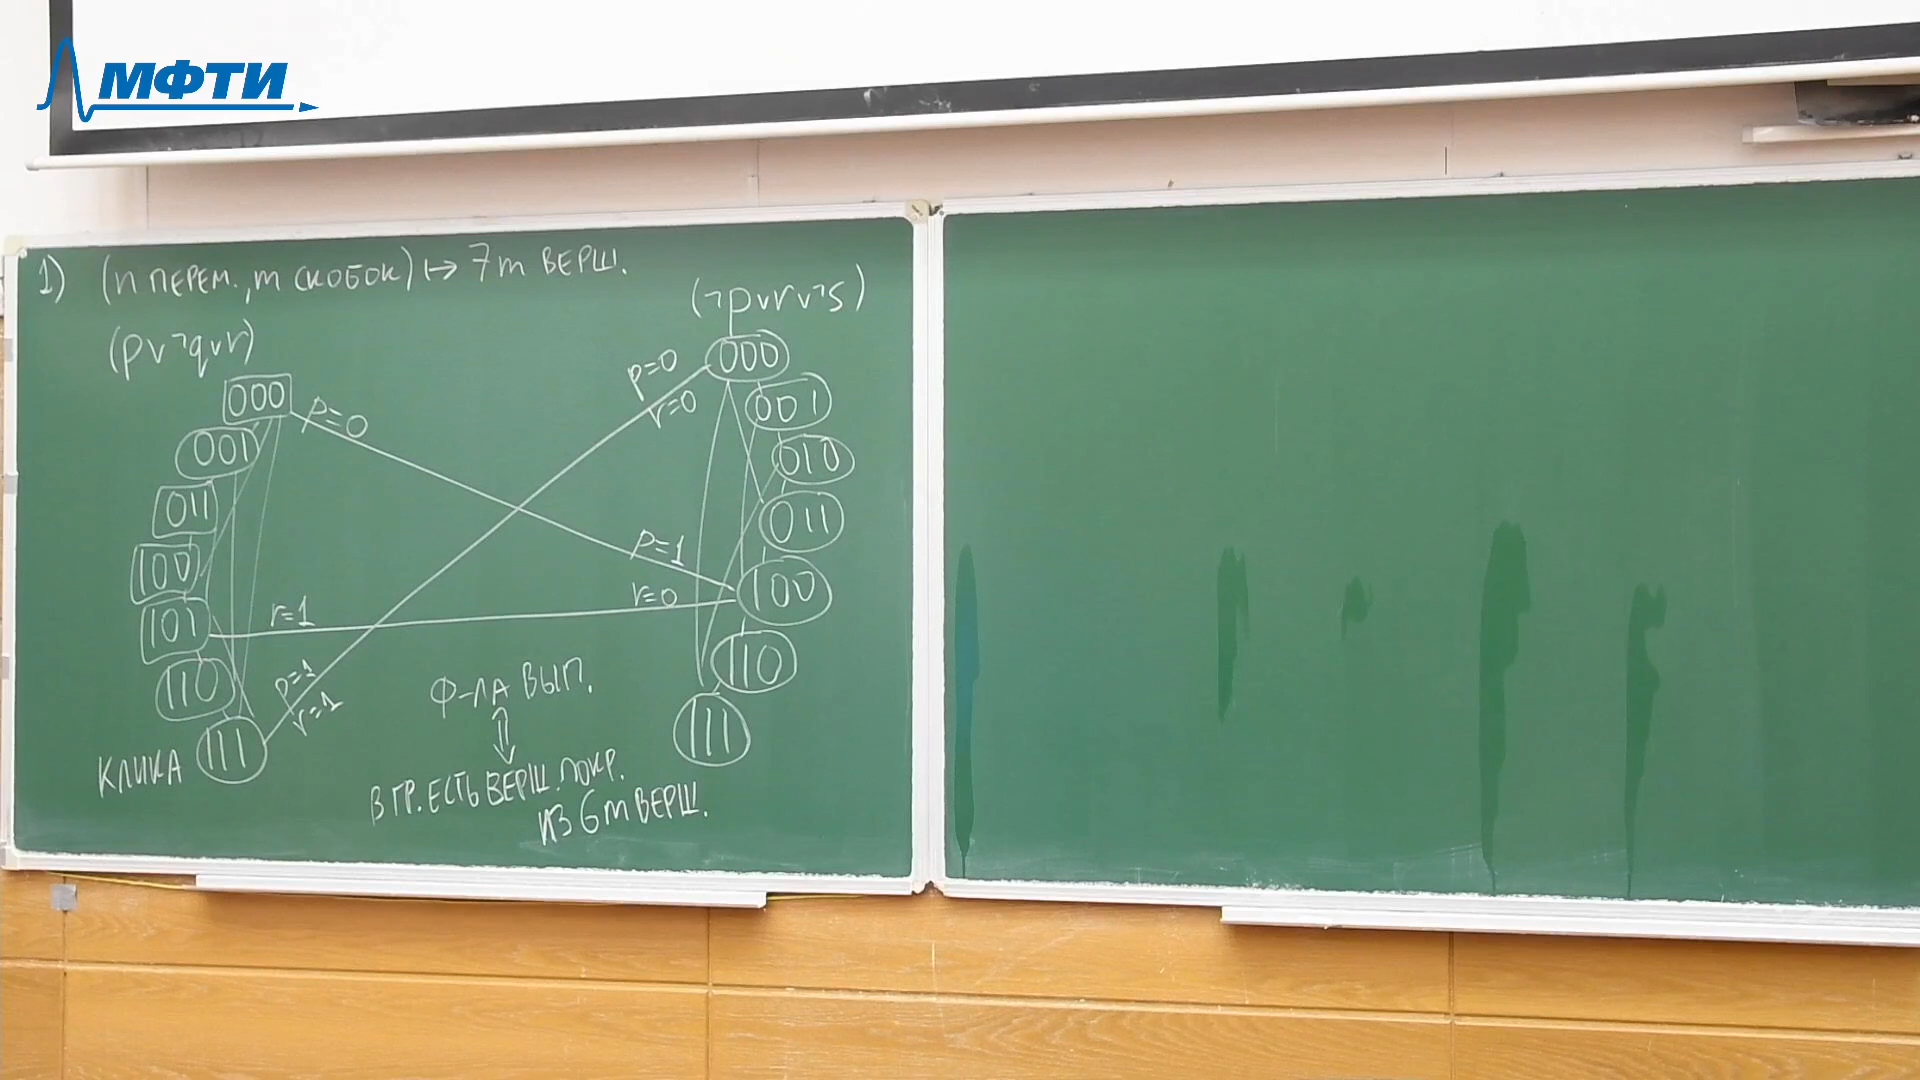 МФТИ
1) (n ПЕРЕМ., m СКОБОК) ↦ 7m ВЕРШ.
(p∨¬q∨r)
000
001
011
100
101
110
111
КЛИКА
p=0
r=1
p=1
r=1
(¬p∨r∨¬s)
000
001
010
011
100
110
111
p=0
r=0
p=1
r=0
Ф-ЛА ВЫП.
⇕
В ГР. ЕСТЬ ВЕРШ. ПОКР.
ИЗ 6m ВЕРШ.